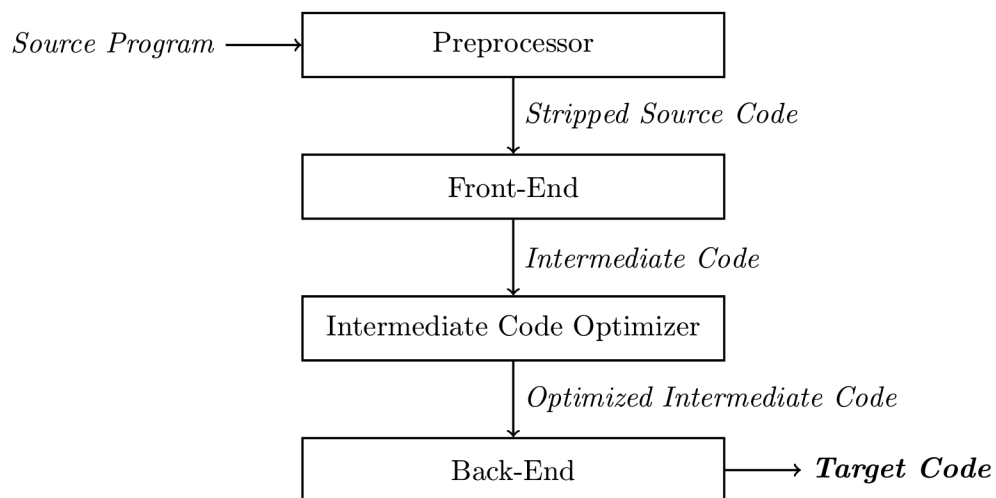 Source Program
Preprocessor
Stripped Source Code
Front-End
Intermediate Code
Intermediate Code Optimizer
Optimized Intermediate Code
Back-End
Target Code